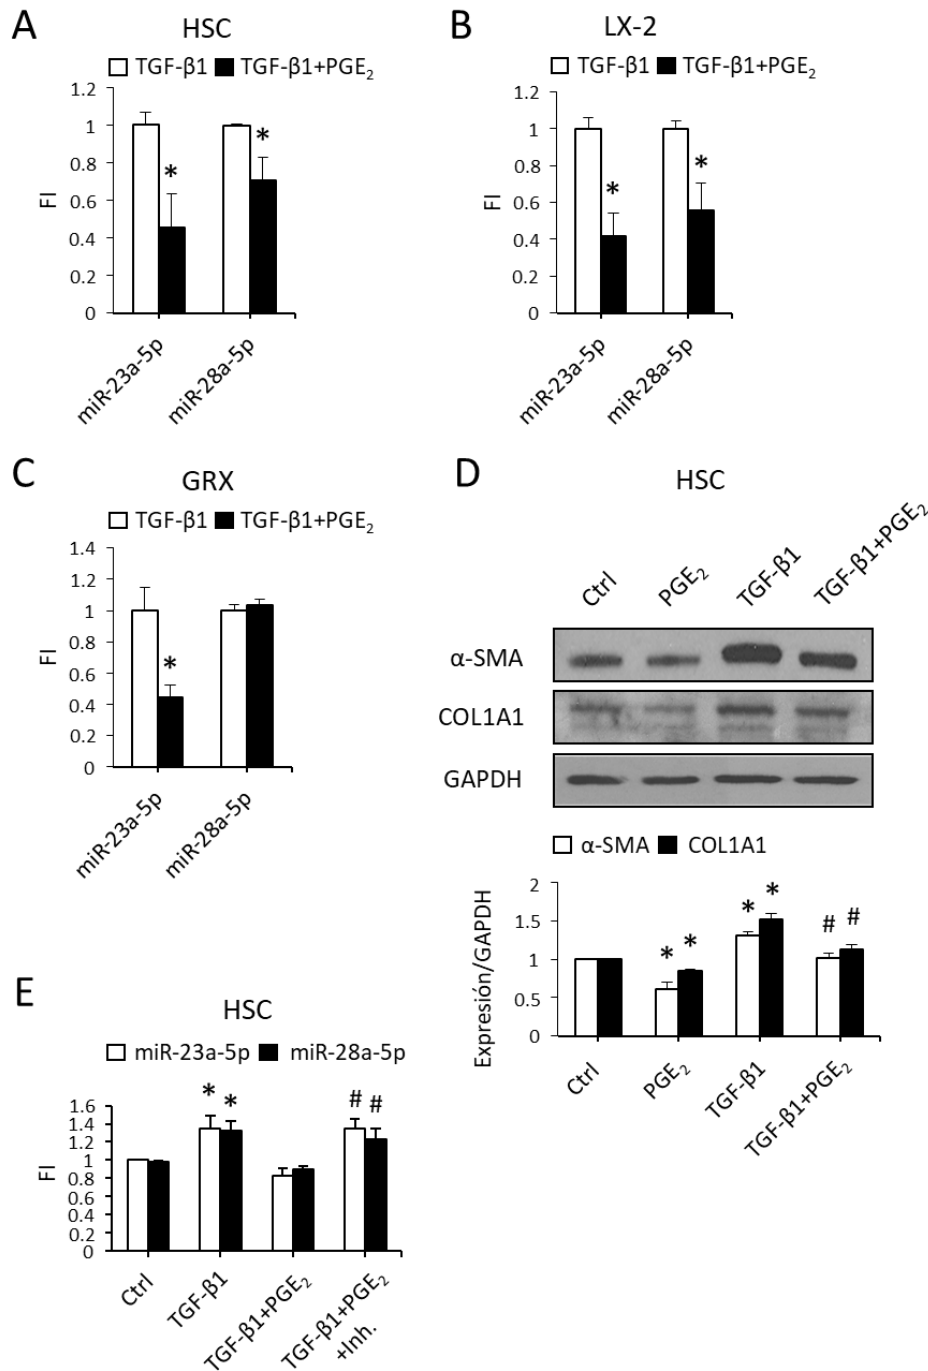 A
HSC
TGF-β1 TGF-β1+PGE₂
1.2
1
0.8
0.6
0.4
0.2
0
FI
* *
miR-23a-5p
miR-28a-5p
B
LX-2
TGF-β1 TGF-β1+PGE₂
1.2
1
0.8
0.6
0.4
0.2
0
FI
* *
miR-23a-5p
miR-28a-5p
C
GRX
TGF-β1 TGF-β1+PGE₂
1.4
1.2
1
0.8
0.6
0.4
0.2
0
FI
*
miR-23a-5p
miR-28a-5p
D
HSC
Ctrl
PGE₂
TGF-β1
TGF-β1+PGE₂
α-SMA
COL1A1
GAPDH
α-SMA COL1A1
Expresión/GAPDH
2
1.5
1
0.5
0
* * * * # #
Ctrl
PGE₂
TGF-β1
TGF-β1+PGE₂
E
HSC
miR-23a-5p miR-28a-5p
1.6
1.4
1.2
1
0.8
0.6
0.4
0.2
0
FI
* * # #
Ctrl
TGF-β1
TGF-β1+PGE₂
TGF-β1+PGE₂
+Inh.